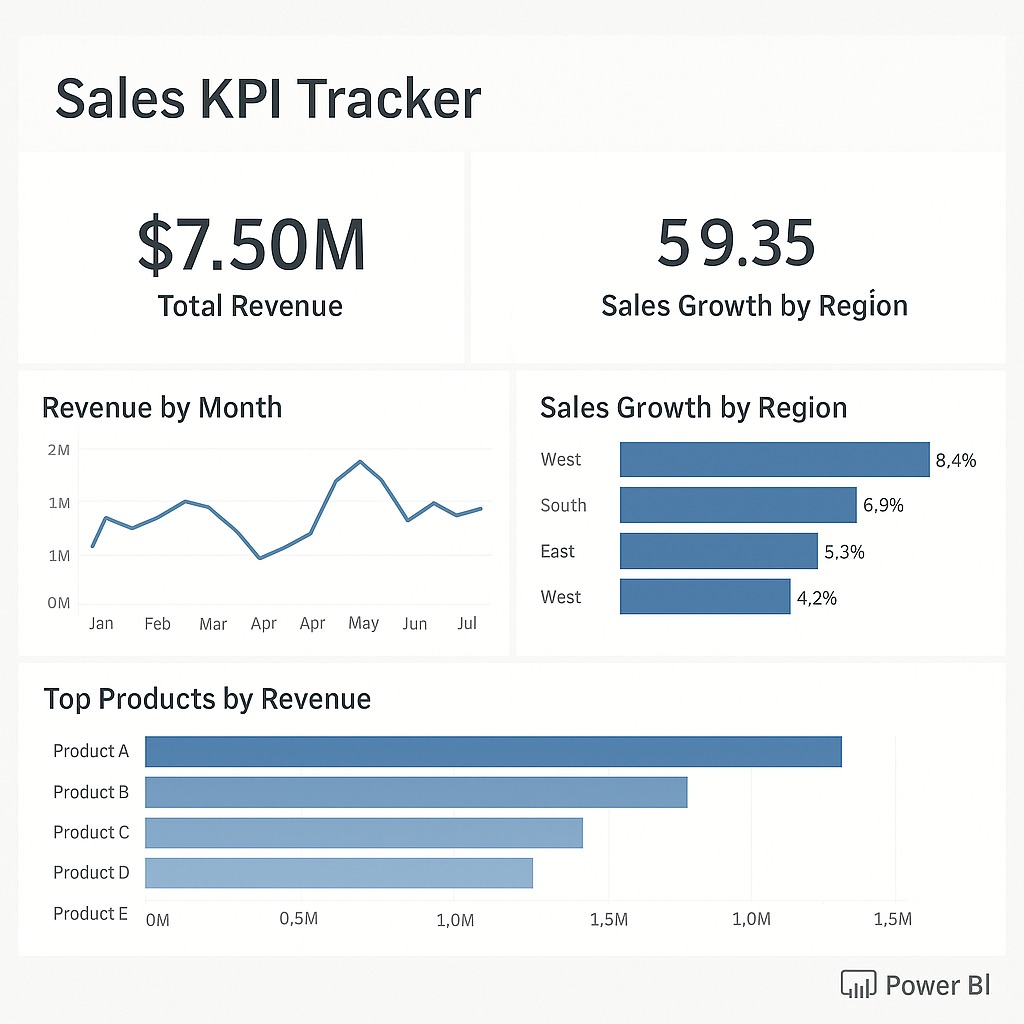 Sales KPI Tracker
$7.50M
Total Revenue
59.35
Sales Growth by Region
Revenue by Month
2M
1M
1M
0M
Jan Feb Mar Apr Apr May Jun Jul
Sales Growth by Region
West 8,4%
South 6,9%
East 5,3%
West 4,2%
Top Products by Revenue
Product A
Product B
Product C
Product D
Product E
0M 0,5M 1,0M 1,5M 1,0M 1,5M
Power BI